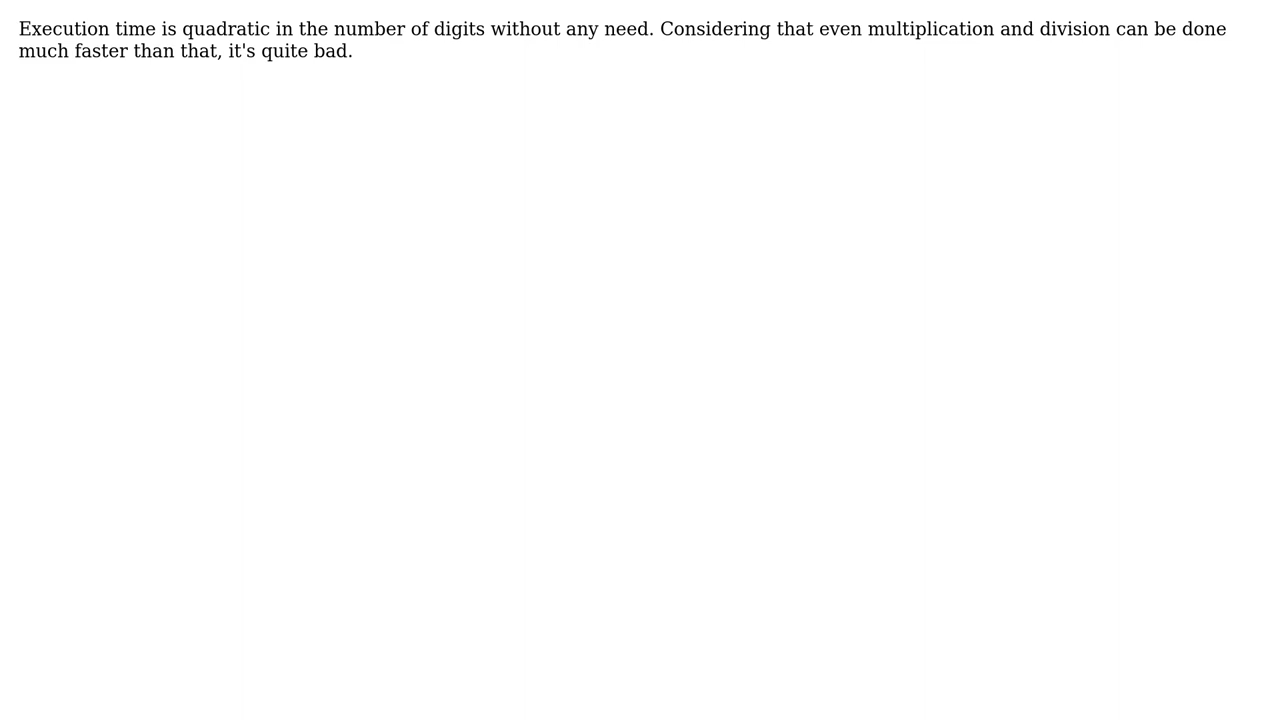 Execution time is quadratic in the number of digits without any need. Considering that even multiplication and division can be done
much faster than that, it's quite bad.